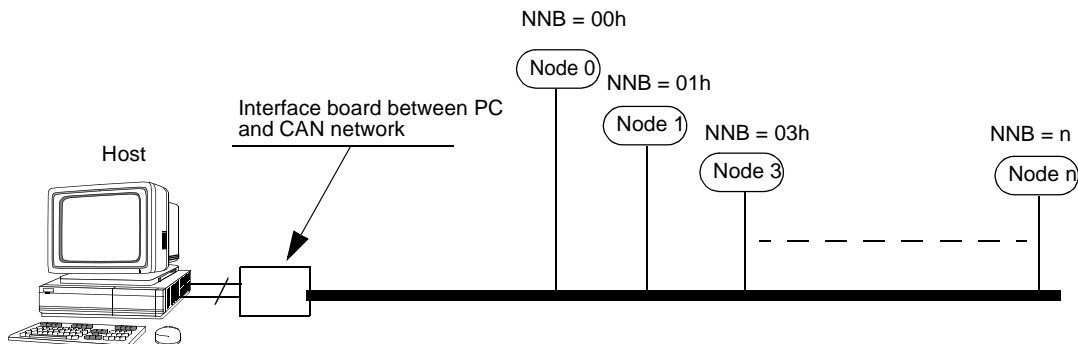 NNB = 00h
Node 0
NNB = 01h
Interface board between PC
and CAN network
Node 1
NNB = 03h
NNB = n
Host
Node 3
Node n